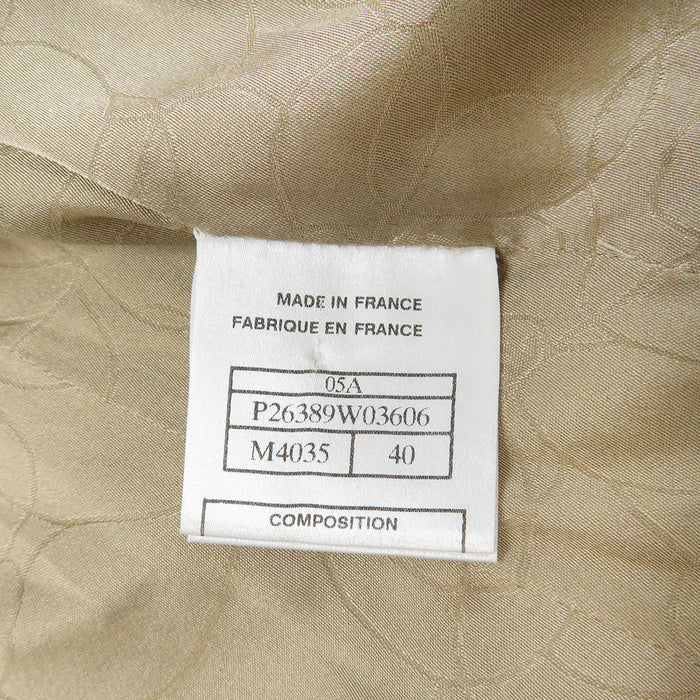 MADE IN FRANCE
FABRIQUE EN FRANCE
05A
P26389W03606
M4035 40
COMPOSITION